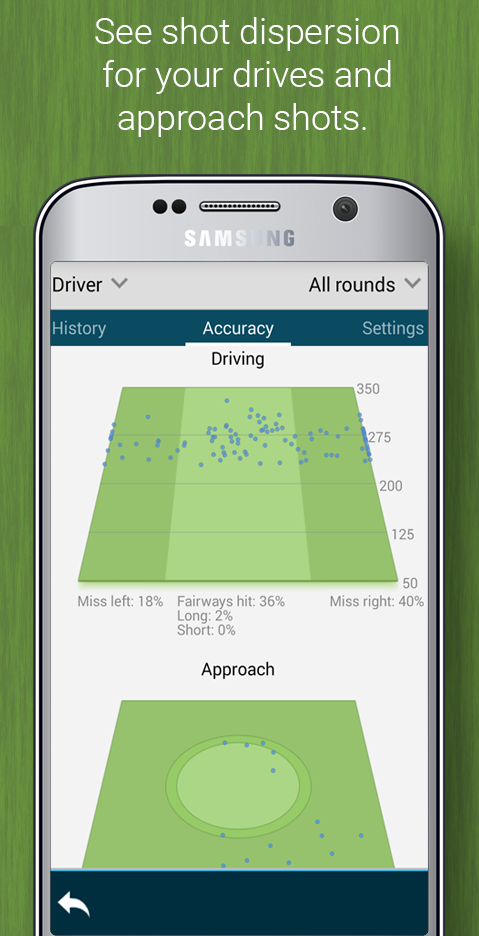 See shot dispersion
for your drives and
approach shots.
SAMSUNG
Driver All rounds
History Accuracy Settings
Driving
350
275
200
125
50
Miss left: 18% Fairways hit: 36% Miss right: 40%
Long: 2%
Short: 0%
Approach